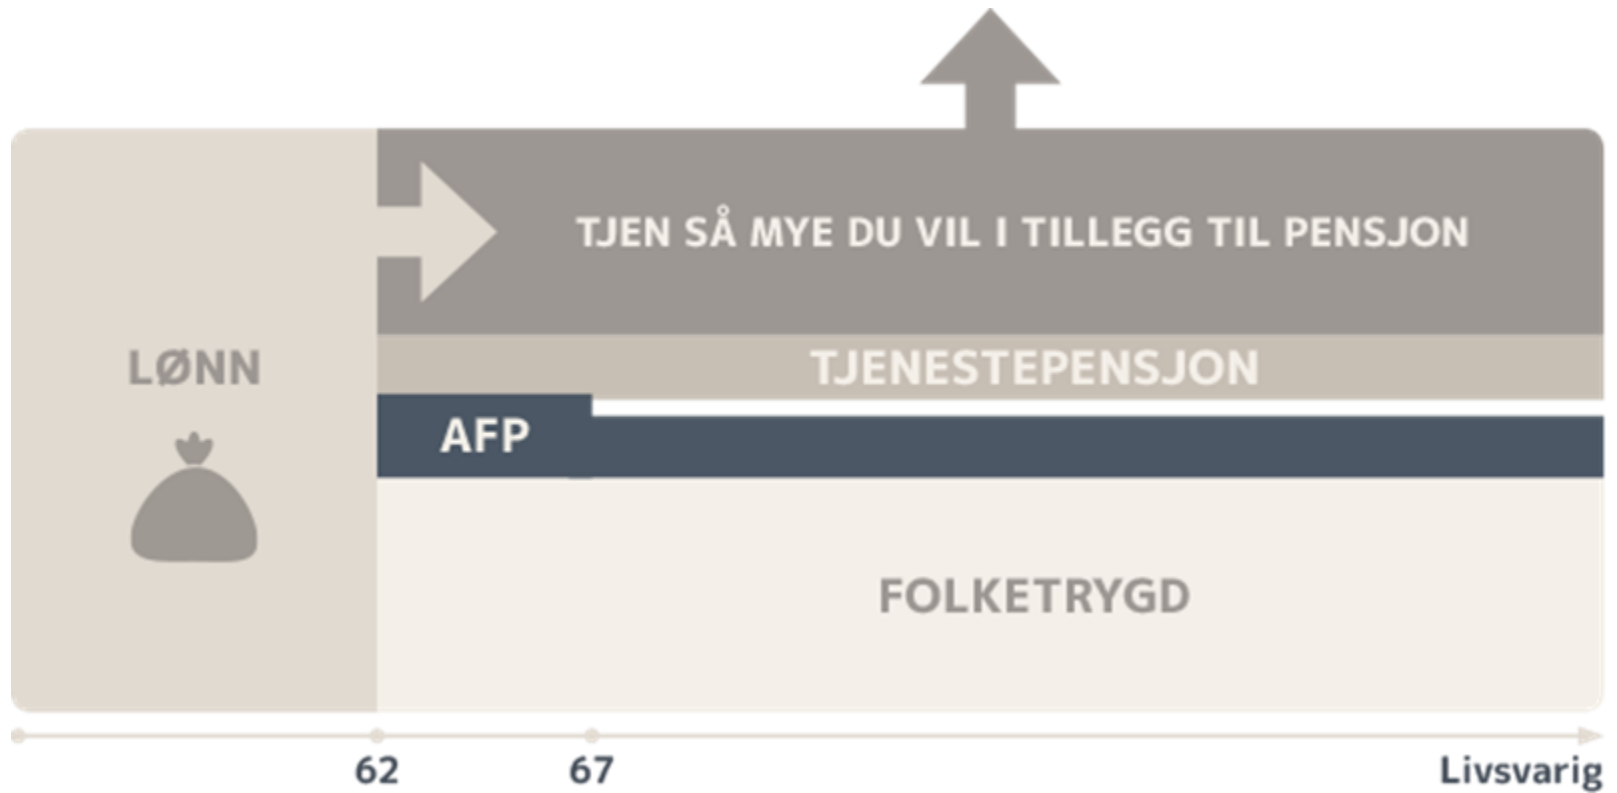 TJEN SÅ MYE DU VIL I TILLEGG TIL PENSJON
LØNN
TJENESTEPENSJON
AFP
FOLKETRYGD
62
67
Livsvarig